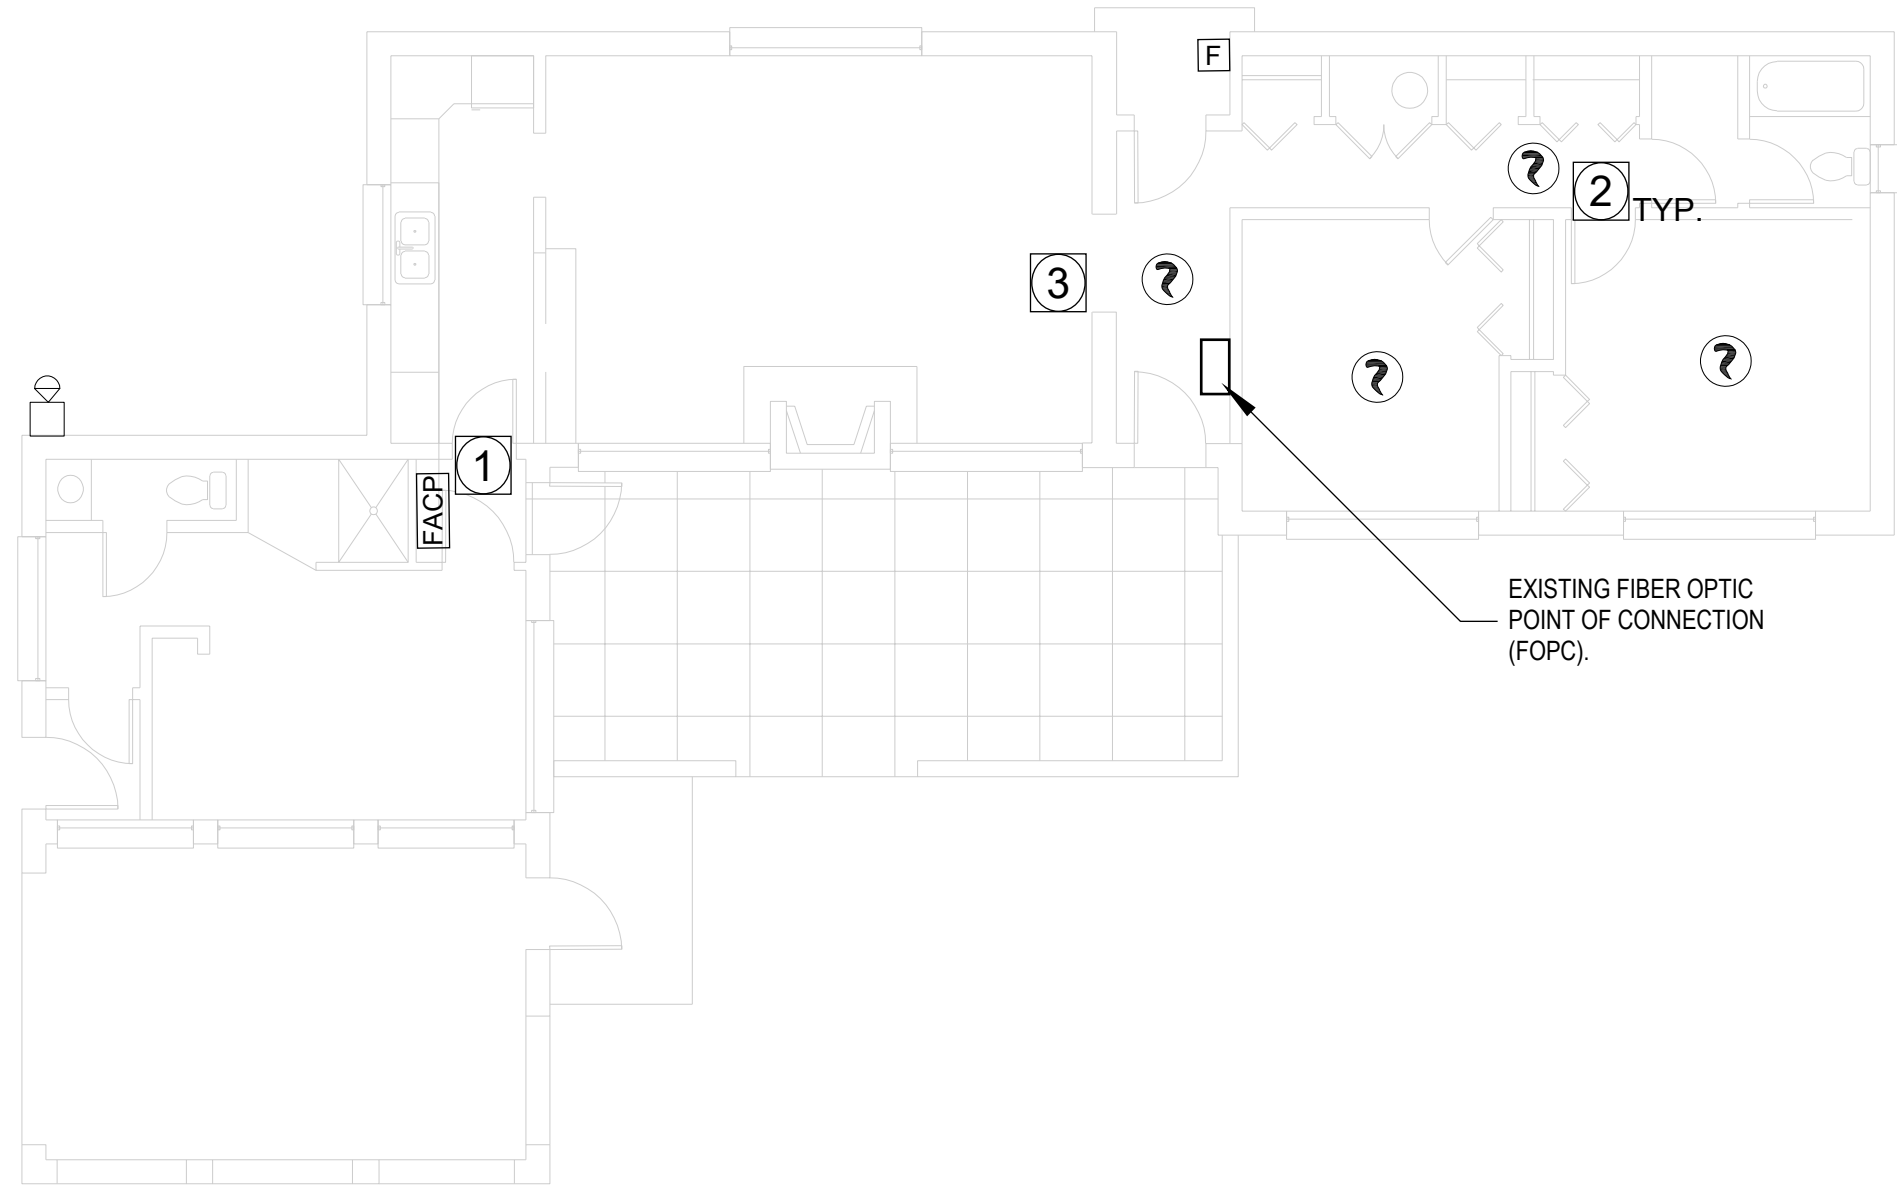 F
2
TYP.
3
1
FACP
EXISTING FIBER OPTIC
POINT OF CONNECTION
(FOPC).